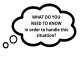 WHAT DO YOU
NEED TO KNOW
in order to handle this
situation?